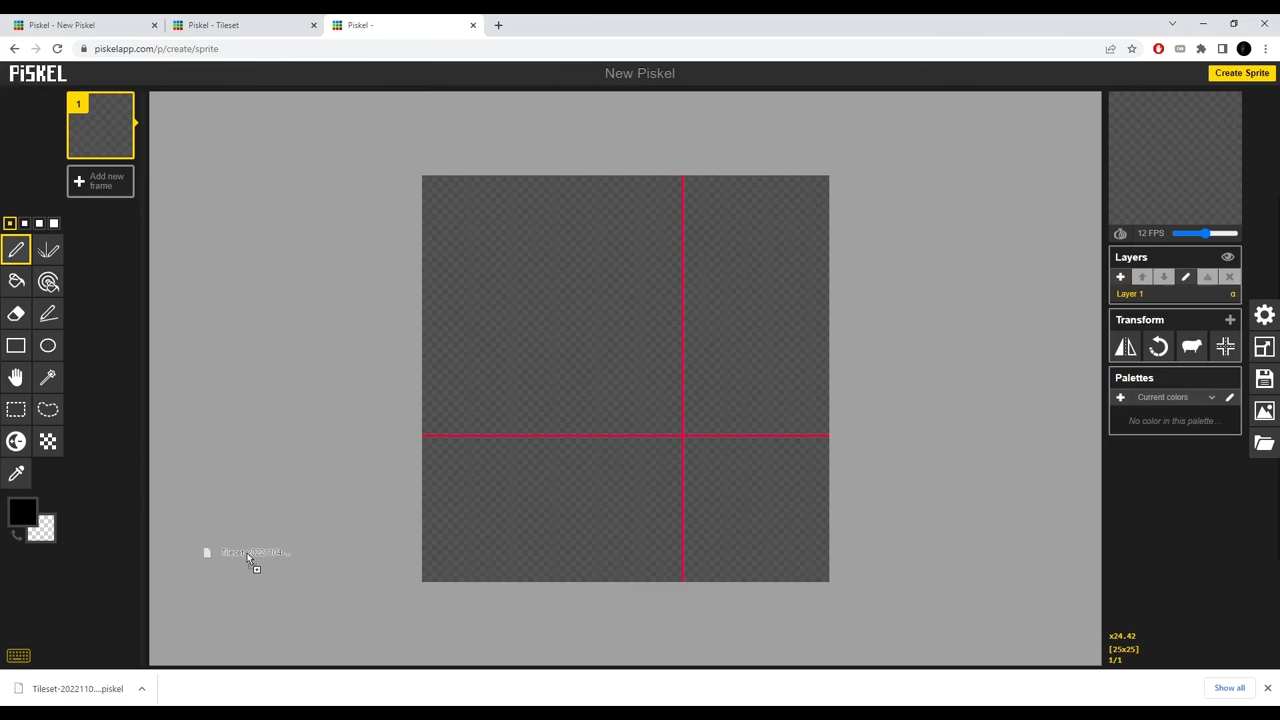 Piskel - New Piskel
Piskel - Tileset
Piskel -
piskelapp.com/p/create/sprite
PiSKEL
New Piskel
Create Sprite
1
Add new
frame
12 FPS
Layers
Layer 1
α
Transform
Palettes
Current colors
No color in this palette...
Tileset-20221104-...
x24.42
[25x25]
1/1
Tileset-2022110....piskel
Show all